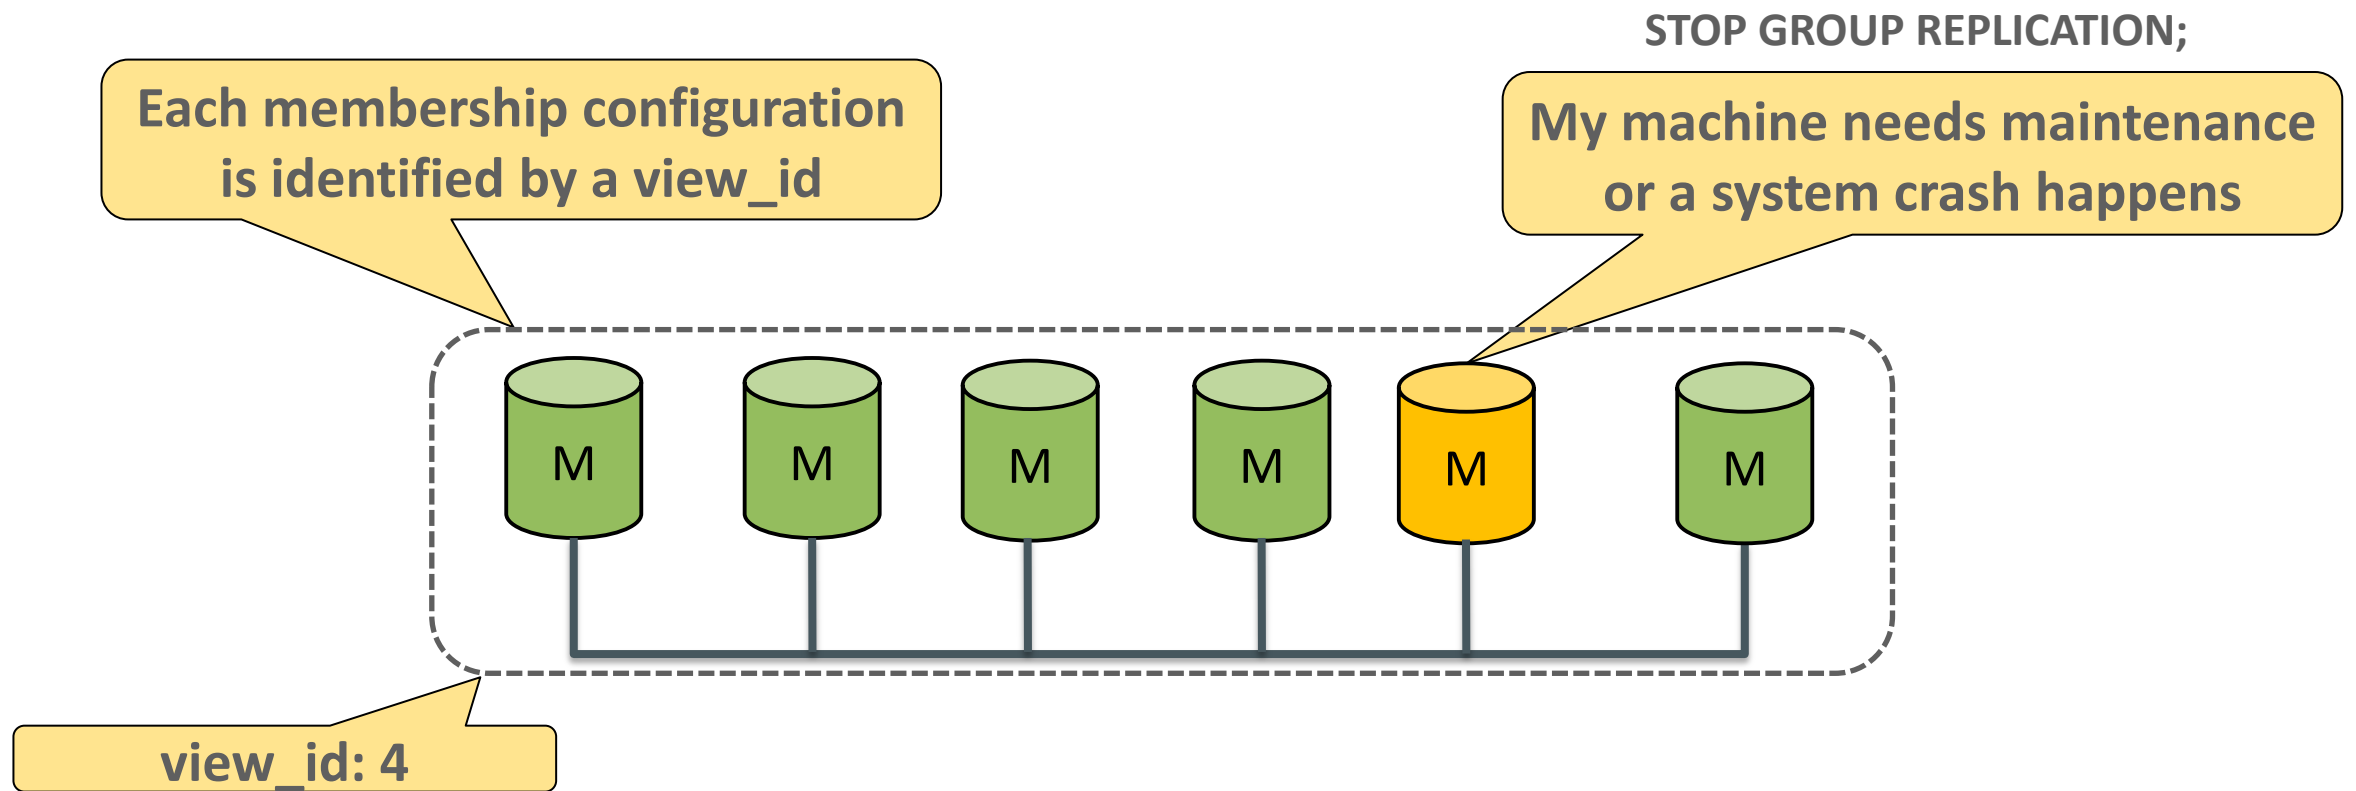 STOP GROUP REPLICATION;
Each membership configuration
is identified by a view_id
My machine needs maintenance
or a system crash happens
M
M
M
M
M
M
view_id: 4